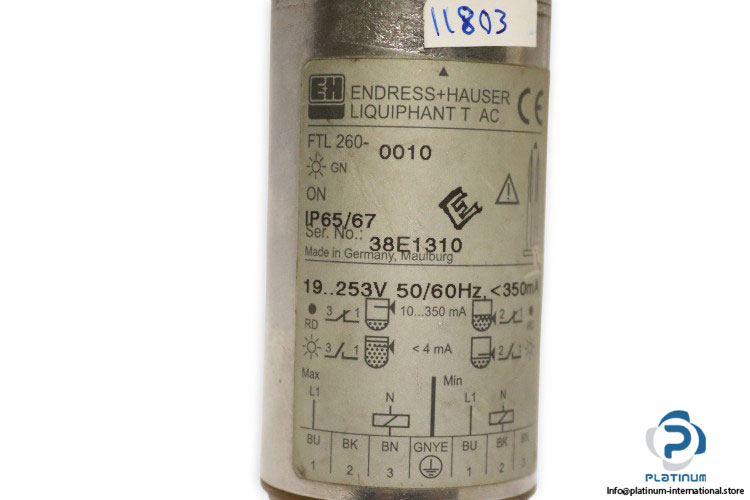 11803
E+H ENDRESS+HAUSER
LIQUIPHANT T AC
CE
FTL 260- 0010
GN
ON
IP65/67
Ser. No.: 38E1310
Made in Germany, Maulburg
19..253V 50/60Hz, <350mA
RD 3 1 10...350 mA 2 1 RD
3 1 < 4 mA 2 1
Max Min
L1 N L1 N
BU BK BN GNYE BU BK
1 2 3 1 2 3
PLATINUM
Info@platinum-international.store